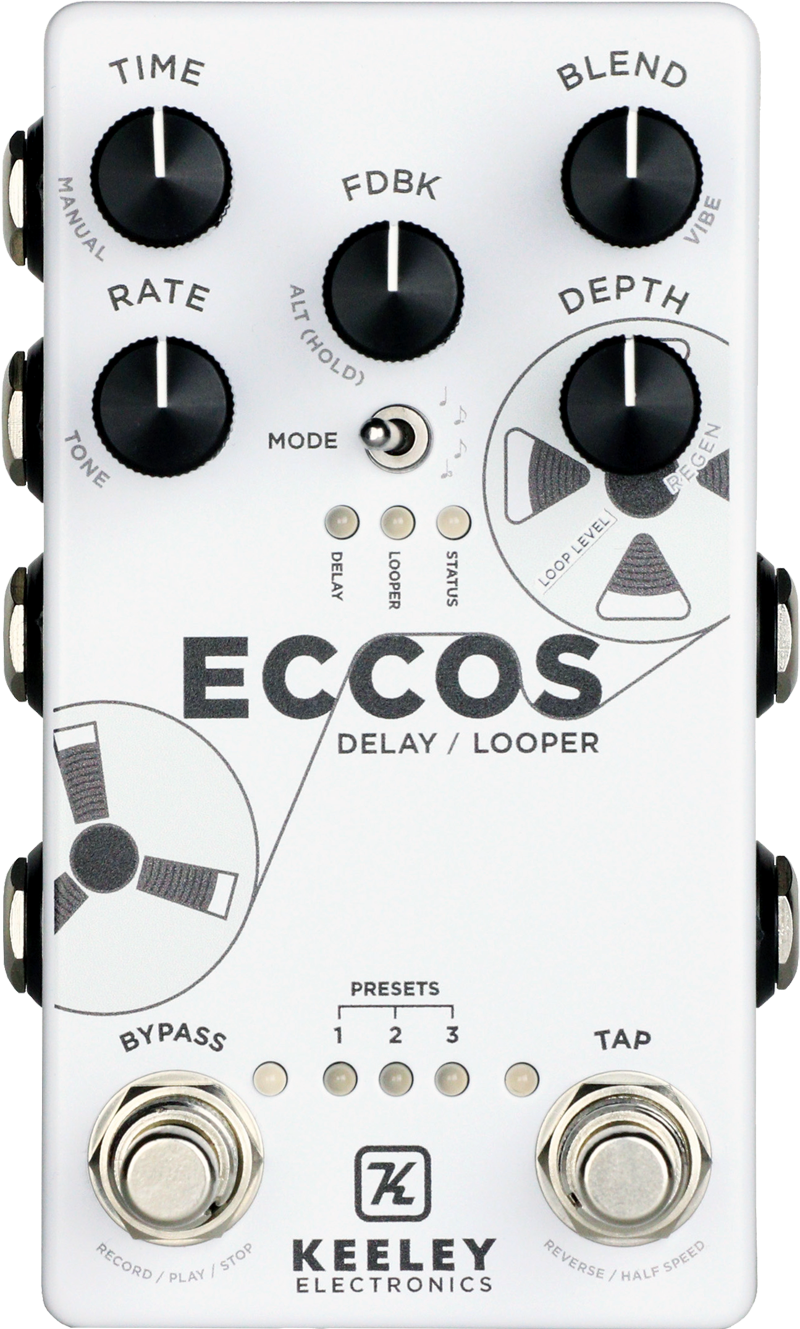 TIME
BLEND
MANUAL
FDBK
VIBE
RATE
ALT (HOLD)
DEPTH
TONE
MODE
REGEN
LOOP LEVEL
DELAY
LOOPER
STATUS
ECCOS
DELAY / LOOPER
PRESETS
1 2 3
BYPASS
TAP
K
RECORD / PLAY / STOP
REVERSE / HALF SPEED
KEELEY
ELECTRONICS